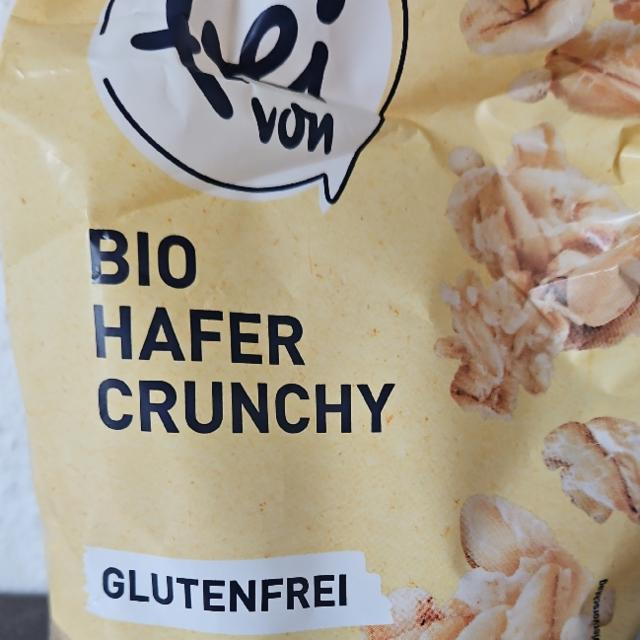 frei
von
BIO
HAFER
CRUNCHY
GLUTENFREI